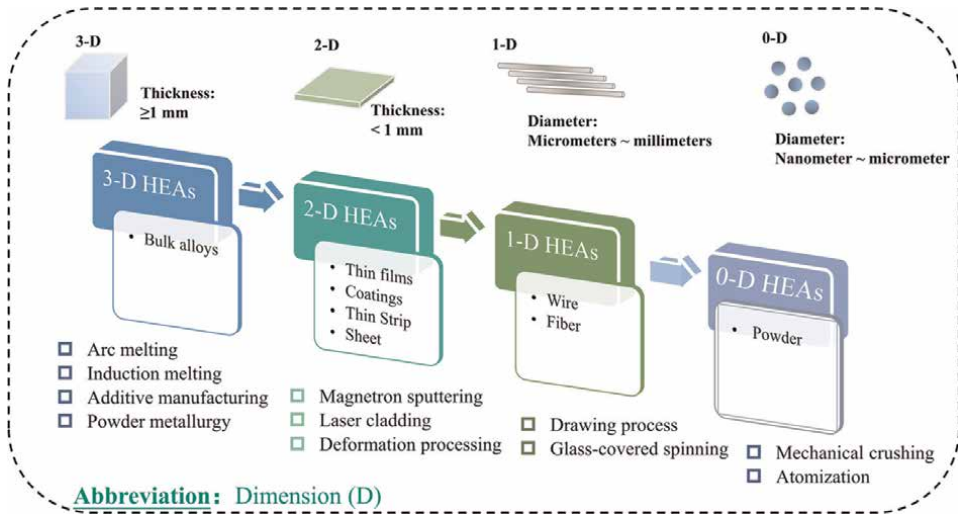 3-D
Thickness:
≥1 mm
2-D
Thickness:
< 1 mm
1-D
Diameter:
Micrometers ~ millimeters
0-D
Diameter:
Nanometer ~ micrometer
3-D HEAs
• Bulk alloys
Arc melting
Induction melting
Additive manufacturing
Powder metallurgy
2-D HEAs
• Thin films
• Coatings
• Thin Strip
• Sheet
Magnetron sputtering
Laser cladding
Deformation processing
1-D HEAs
• Wire
• Fiber
Drawing process
Glass-covered spinning
0-D HEAs
• Powder
Mechanical crushing
Atomization
Abbreviation: Dimension (D)